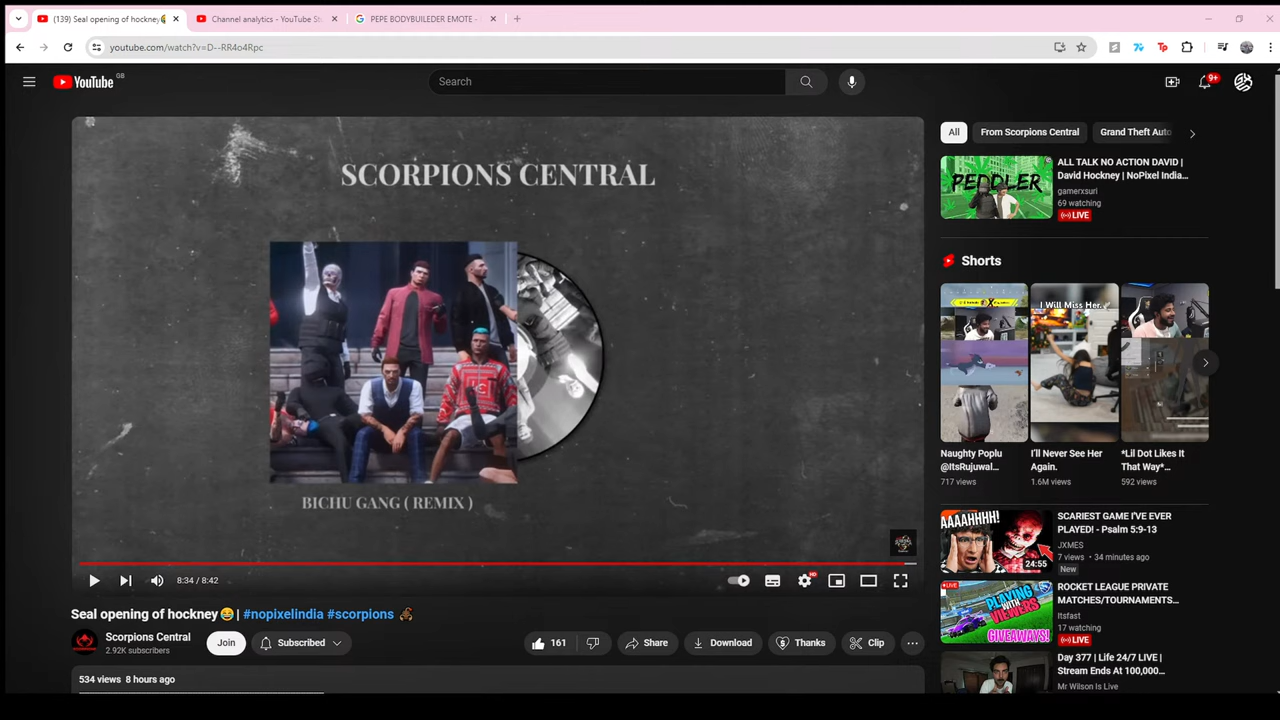 (139) Seal opening of hockney
Channel analytics - YouTube St
PEPE BODYBUILEDER EMOTE -
youtube.com/watch?v=D--RR4o4Rpc
YouTube GB
Search
9+
SCORPIONS CENTRAL
BICHU GANG ( REMIX )
8:34 / 8:42
HD
Seal opening of hockney😂 | #nopixelindia #scorpions 🦂
Scorpions Central
2.92K subscribers
Join
Subscribed
161
Share
Download
Thanks
Clip
534 views 8 hours ago
All
From Scorpions Central
Grand Theft Auto
PEDDLER
ALL TALK NO ACTION DAVID |
David Hockney | NoPixel India...
gamerxsuri
69 watching
LIVE
Shorts
I Will Miss Her.
Naughty Poplu
@ItsRujuwal...
717 views
I'll Never See Her
Again.
1.6M views
*Lil Dot Likes It
That Way*...
592 views
AAAAHHHH!
24:55
SCARIEST GAME I'VE EVER
PLAYED! - Psalm 5:9-13
JXMES
7 views • 34 minutes ago
New
LIVE
PLAYING
WITH
VIEWERS
GIVEAWAYS!
ROCKET LEAGUE PRIVATE
MATCHES/TOURNAMENTS...
Itsfast
17 watching
LIVE
Day 377 | Life 24/7 LIVE |
Stream Ends At 100,000...
Mr Wilson Is Live